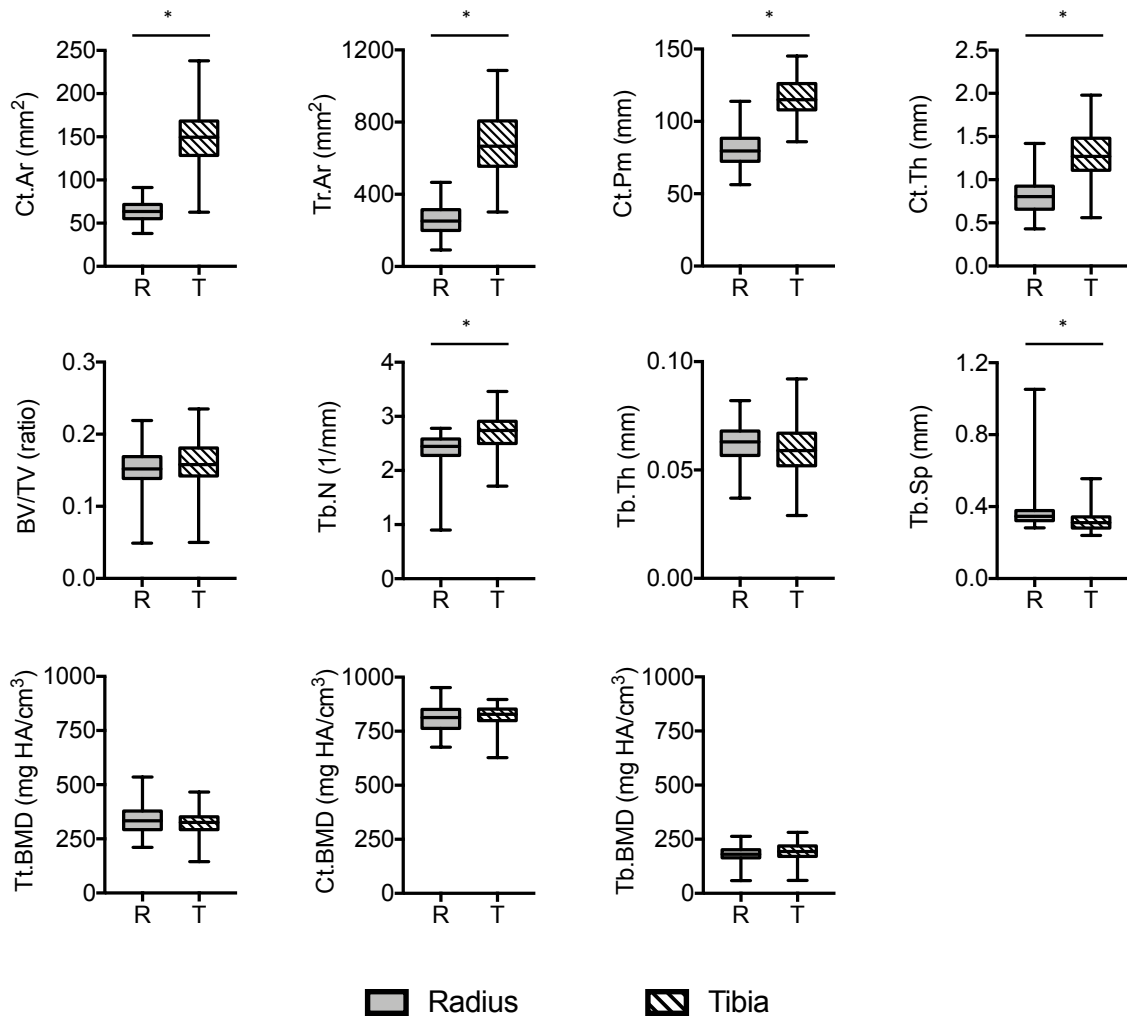 * * * *
Ct.Ar (mm²)
250
200
150
100
50
0
R T
Tr.Ar (mm²)
1200
800
400
0
R T
Ct.Pm (mm)
150
100
50
0
R T
Ct.Th (mm)
2.5
2.0
1.5
1.0
0.5
0.0
R T
* *
BV/TV (ratio)
0.3
0.2
0.1
0.0
R T
Tb.N (1/mm)
4
3
2
1
0
R T
Tb.Th (mm)
0.10
0.05
0.00
R T
Tb.Sp (mm)
1.2
0.8
0.4
0.0
R T
Tt.BMD (mg HA/cm³)
1000
750
500
250
0
R T
Ct.BMD (mg HA/cm³)
1000
750
500
250
0
R T
Tb.BMD (mg HA/cm³)
1000
750
500
250
0
R T
Radius Tibia